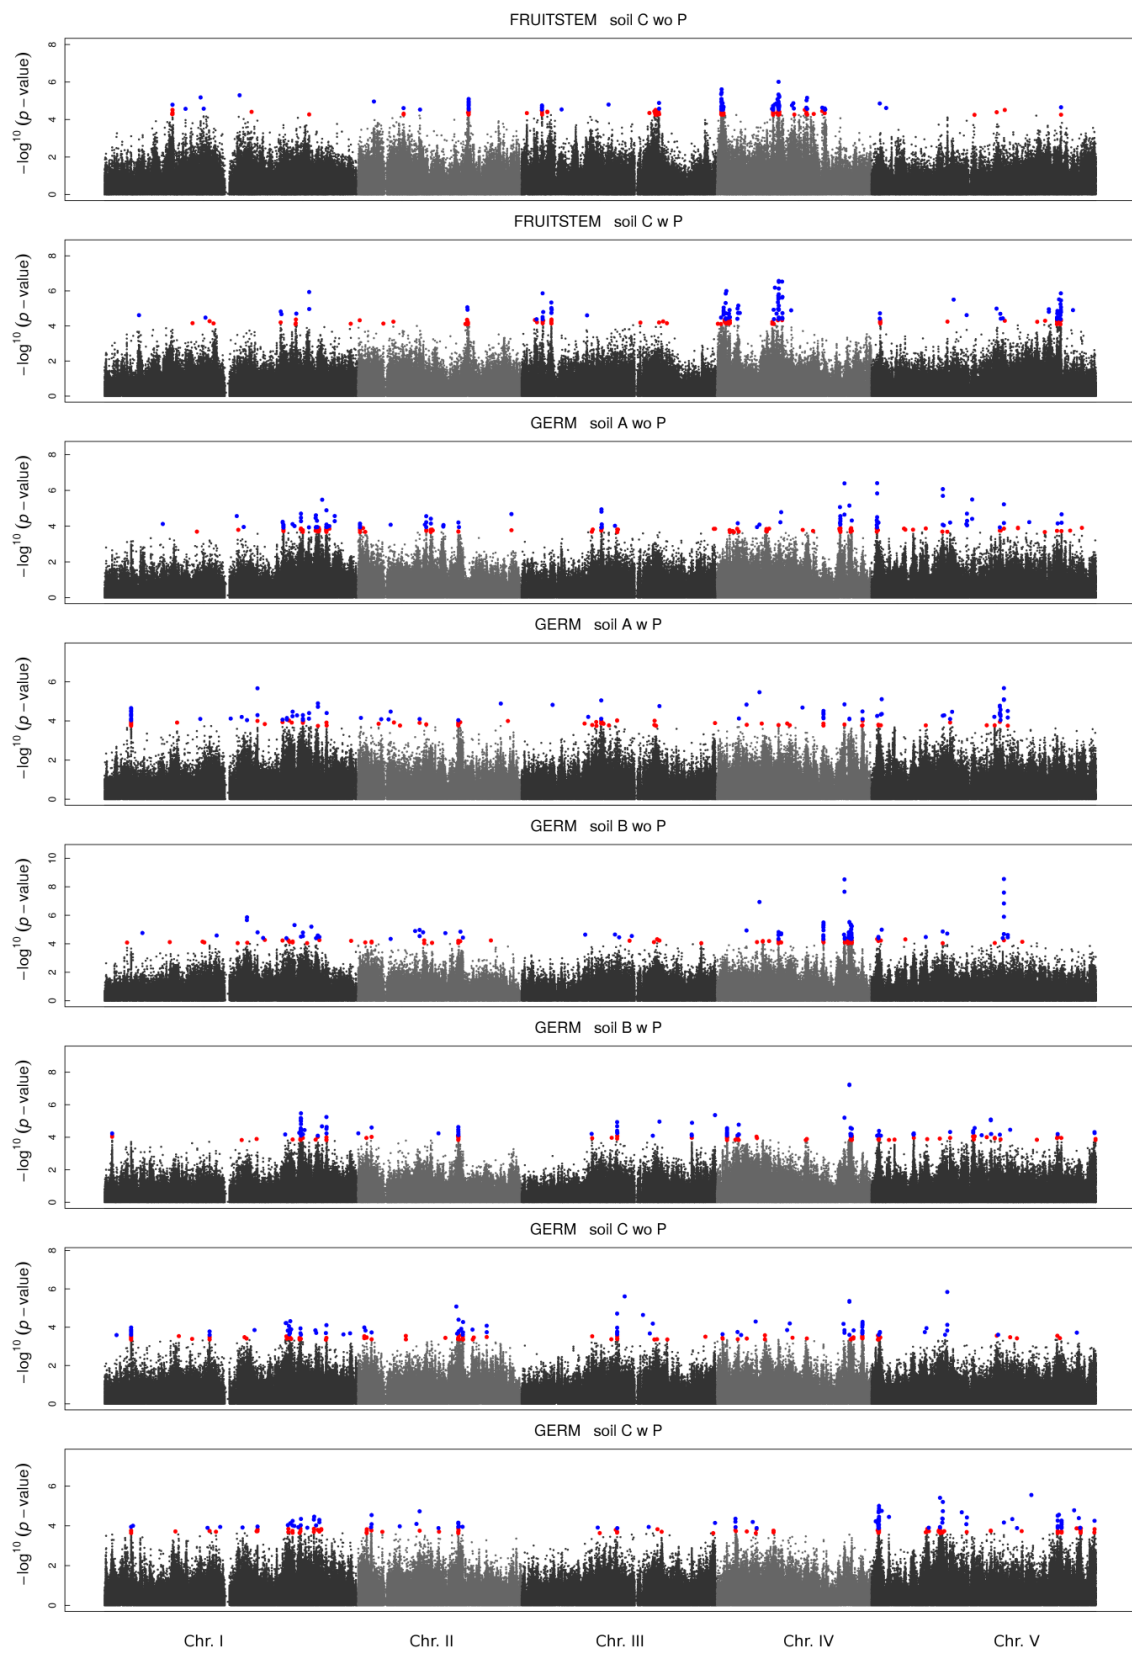 FRUITSTEM soil C wo P
−log¹⁰ (p − value)
0 2 4 6 8
FRUITSTEM soil C w P
−log¹⁰ (p − value)
0 2 4 6 8
GERM soil A wo P
−log¹⁰ (p − value)
0 2 4 6 8
GERM soil A w P
−log¹⁰ (p − value)
0 2 4 6
GERM soil B wo P
−log¹⁰ (p − value)
0 2 4 6 8 10
GERM soil B w P
−log¹⁰ (p − value)
0 2 4 6 8
GERM soil C wo P
−log¹⁰ (p − value)
0 2 4 6 8
GERM soil C w P
−log¹⁰ (p − value)
0 2 4 6
Chr. I Chr. II Chr. III Chr. IV Chr. V